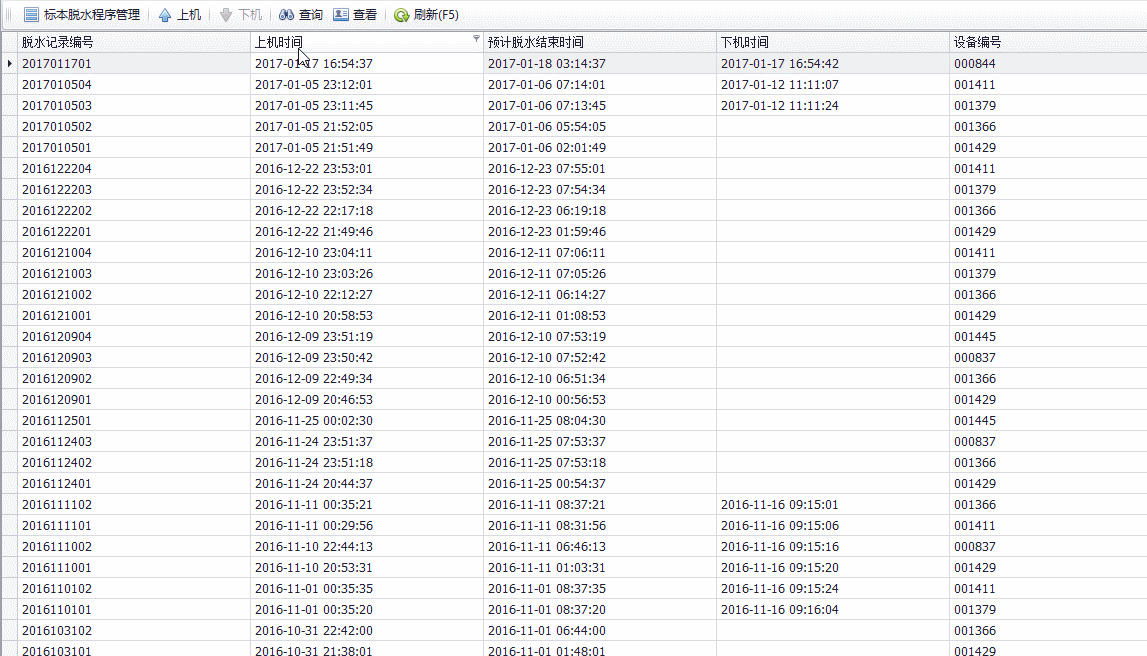 标本脱水程序管理 上机 下机 查询 查看 刷新(F5)
脱水记录编号 上机时间 预计脱水结束时间 下机时间 设备编号
2017011701 2017-01-17 16:54:37 2017-01-18 03:14:37 2017-01-17 16:54:42 000844
2017010504 2017-01-05 23:12:01 2017-01-06 07:14:01 2017-01-12 11:11:07 001411
2017010503 2017-01-05 23:11:45 2017-01-06 07:13:45 2017-01-12 11:11:24 001379
2017010502 2017-01-05 21:52:05 2017-01-06 05:54:05 001366
2017010501 2017-01-05 21:51:49 2017-01-06 02:01:49 001429
2016122204 2016-12-22 23:53:01 2016-12-23 07:55:01 001411
2016122203 2016-12-22 23:52:34 2016-12-23 07:54:34 001379
2016122202 2016-12-22 22:17:18 2016-12-23 06:19:18 001366
2016122201 2016-12-22 21:49:46 2016-12-23 01:59:46 001429
2016121004 2016-12-10 23:04:11 2016-12-11 07:06:11 001411
2016121003 2016-12-10 23:03:26 2016-12-11 07:05:26 001379
2016121002 2016-12-10 22:12:27 2016-12-11 06:14:27 001366
2016121001 2016-12-10 20:58:53 2016-12-11 01:08:53 001429
2016120904 2016-12-09 23:51:19 2016-12-10 07:53:19 001445
2016120903 2016-12-09 23:50:42 2016-12-10 07:52:42 000837
2016120902 2016-12-09 22:49:34 2016-12-10 06:51:34 001366
2016120901 2016-12-09 20:46:53 2016-12-10 00:56:53 001429
2016112501 2016-11-25 00:02:30 2016-11-25 08:04:30 001445
2016112403 2016-11-24 23:51:37 2016-11-25 07:53:37 000837
2016112402 2016-11-24 23:51:18 2016-11-25 07:53:18 001366
2016112401 2016-11-24 20:44:37 2016-11-25 00:54:37 001429
2016111102 2016-11-11 00:35:21 2016-11-11 08:37:21 2016-11-16 09:15:01 001366
2016111101 2016-11-11 00:29:56 2016-11-11 08:31:56 2016-11-16 09:15:06 001411
2016111002 2016-11-10 22:44:13 2016-11-11 06:46:13 2016-11-16 09:15:16 000837
2016111001 2016-11-10 20:53:31 2016-11-11 01:03:31 2016-11-16 09:15:20 001429
2016110102 2016-11-01 00:35:35 2016-11-01 08:37:35 2016-11-16 09:15:24 001411
2016110101 2016-11-01 00:35:20 2016-11-01 08:37:20 2016-11-16 09:16:04 001379
2016103102 2016-10-31 22:42:00 2016-11-01 06:44:00 001366
2016103101 2016-10-31 21:38:01 2016-11-01 01:48:01 001429